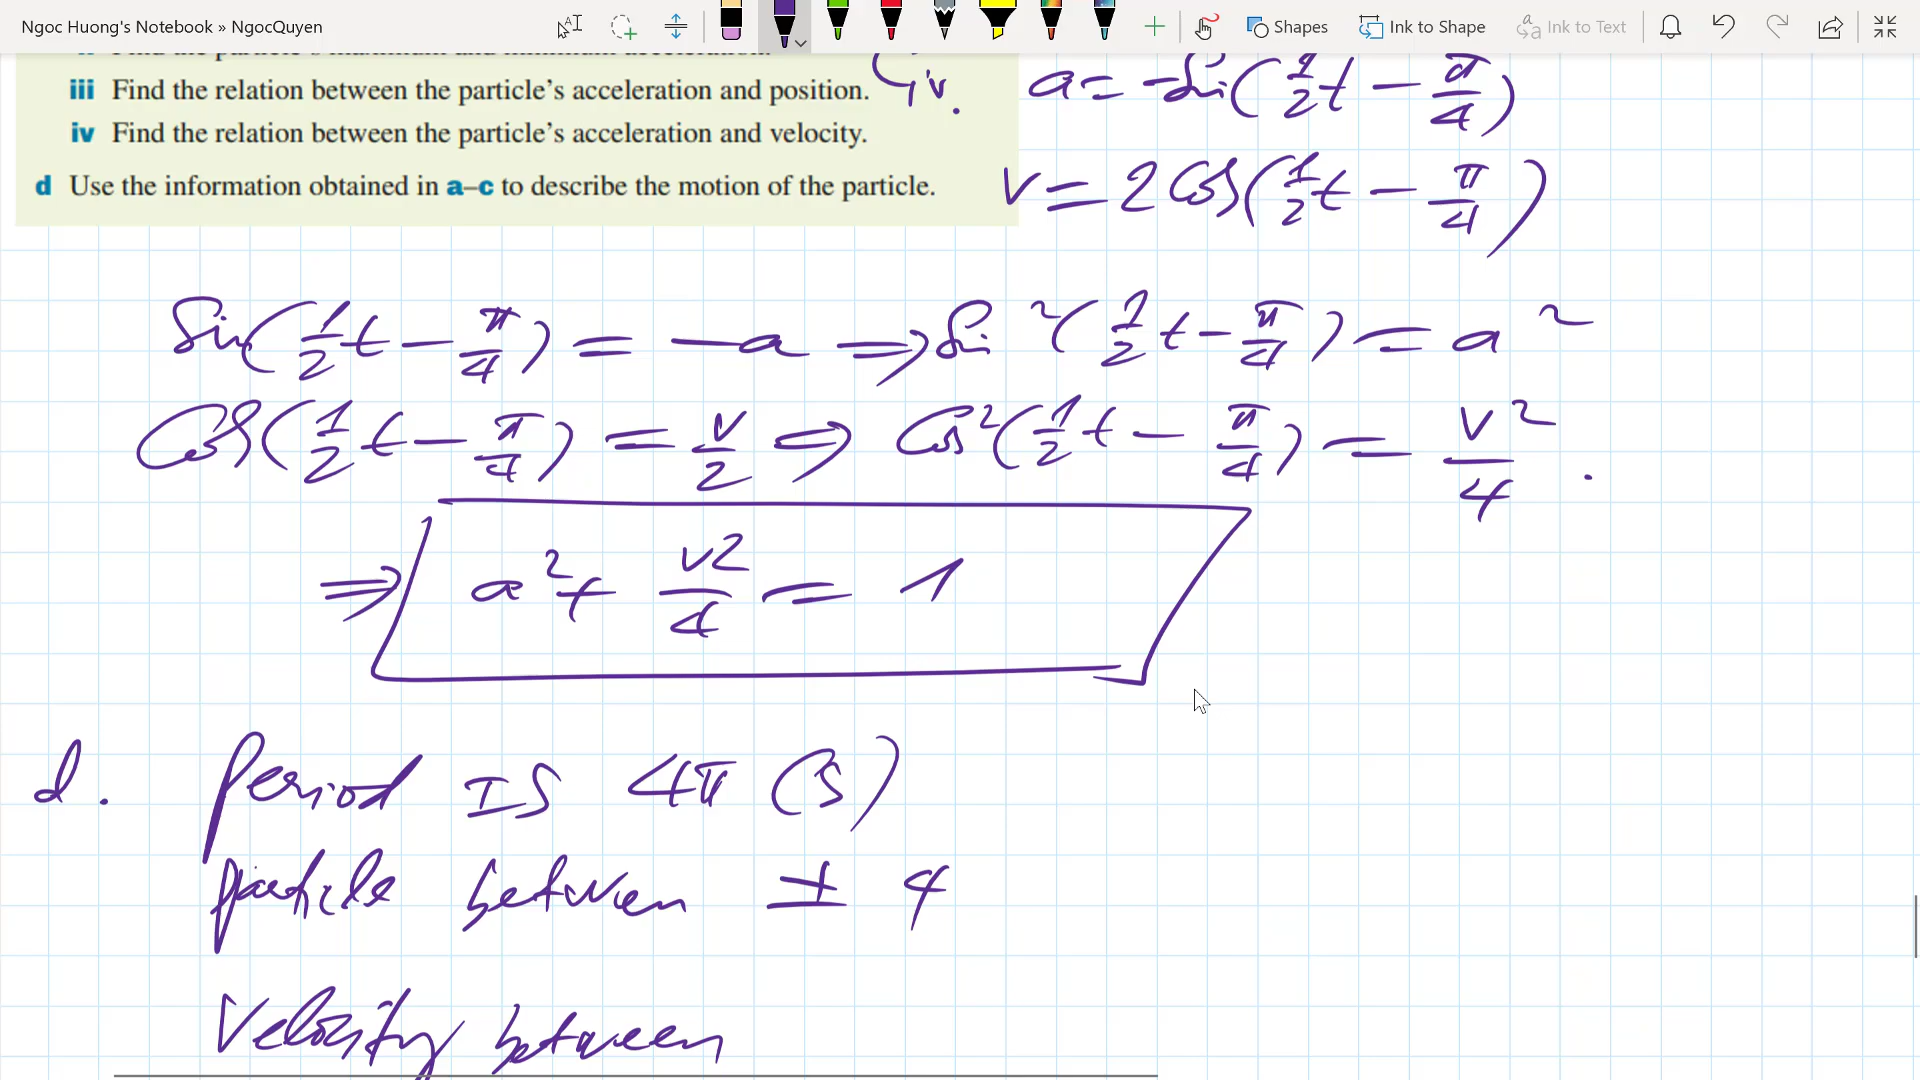 Ngoc Huong's Notebook » NgocQuyen
Shapes
Ink to Shape
Ink to Text
iii Find the relation between the particle's acceleration and position.
iv Find the relation between the particle's acceleration and velocity.
d Use the information obtained in a–c to describe the motion of the particle.
iv. a = -Sin(1/2 t - π/4)
v = 2 Cos(1/2 t - π/4)
Sin(1/2 t - π/4) = -a ⇒ Sin²(1/2 t - π/4) = a²
Cos(1/2 t - π/4) = v/2 ⇒ Cos²(1/2 t - π/4) = v²/4.
⇒ a² + v²/4 = 1
d. Period IS 4π (s)
particle between ± 4
Velocity between